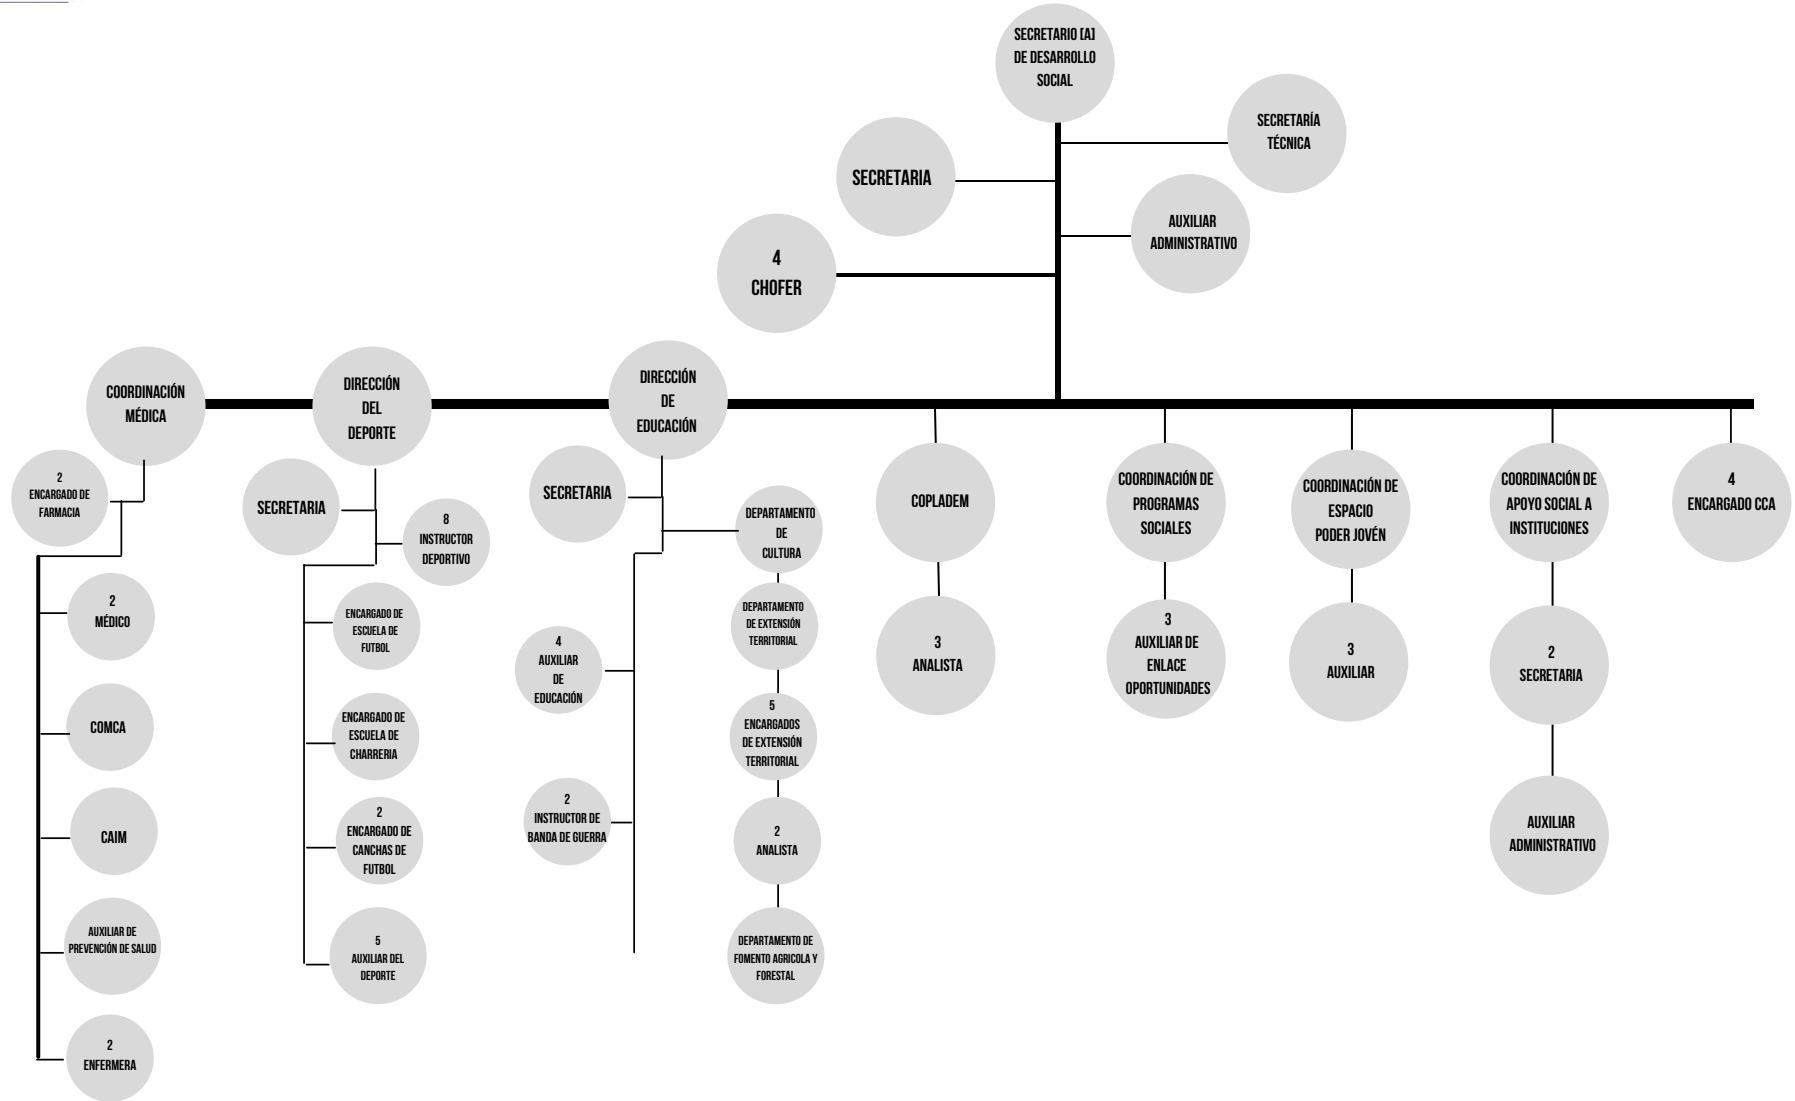 SECRETARIO [A]
DE DESARROLLO
SOCIAL
SECRETARÍA
TÉCNICA
SECRETARIA
AUXILIAR
ADMINISTRATIVO
4
CHOFER
COORDINACIÓN
MÉDICA
2
ENCARGADO DE
FARMACIA
2
MÉDICO
COMCA
CAIM
AUXILIAR DE
PREVENCIÓN DE SALUD
2
ENFERMERA
DIRECCIÓN
DEL
DEPORTE
SECRETARIA
8
INSTRUCTOR
DEPORTIVO
ENCARGADO DE
ESCUELA DE
FUTBOL
ENCARGADO DE
ESCUELA DE
CHARRERIA
2
ENCARGADO DE
CANCHAS DE
FUTBOL
5
AUXILIAR DEL
DEPORTE
DIRECCIÓN
DE
EDUCACIÓN
SECRETARIA
4
AUXILIAR
DE
EDUCACIÓN
2
INSTRUCTOR DE
BANDA DE GUERRA
DEPARTAMENTO
DE
CULTURA
DEPARTAMENTO
DE EXTENSIÓN
TERRITORIAL
5
ENCARGADOS
DE EXTENSIÓN
TERRITORIAL
2
ANALISTA
DEPARTAMENTO DE
FOMENTO AGRICOLA Y
FORESTAL
COPLADEM
3
ANALISTA
COORDINACIÓN DE
PROGRAMAS
SOCIALES
3
AUXILIAR DE
ENLACE
OPORTUNIDADES
COORDINACIÓN DE
ESPACIO
PODER JOVÉN
3
AUXILIAR
COORDINACIÓN DE
APOYO SOCIAL A
INSTITUCIONES
2
SECRETARIA
AUXILIAR
ADMINISTRATIVO
4
ENCARGADO CCA